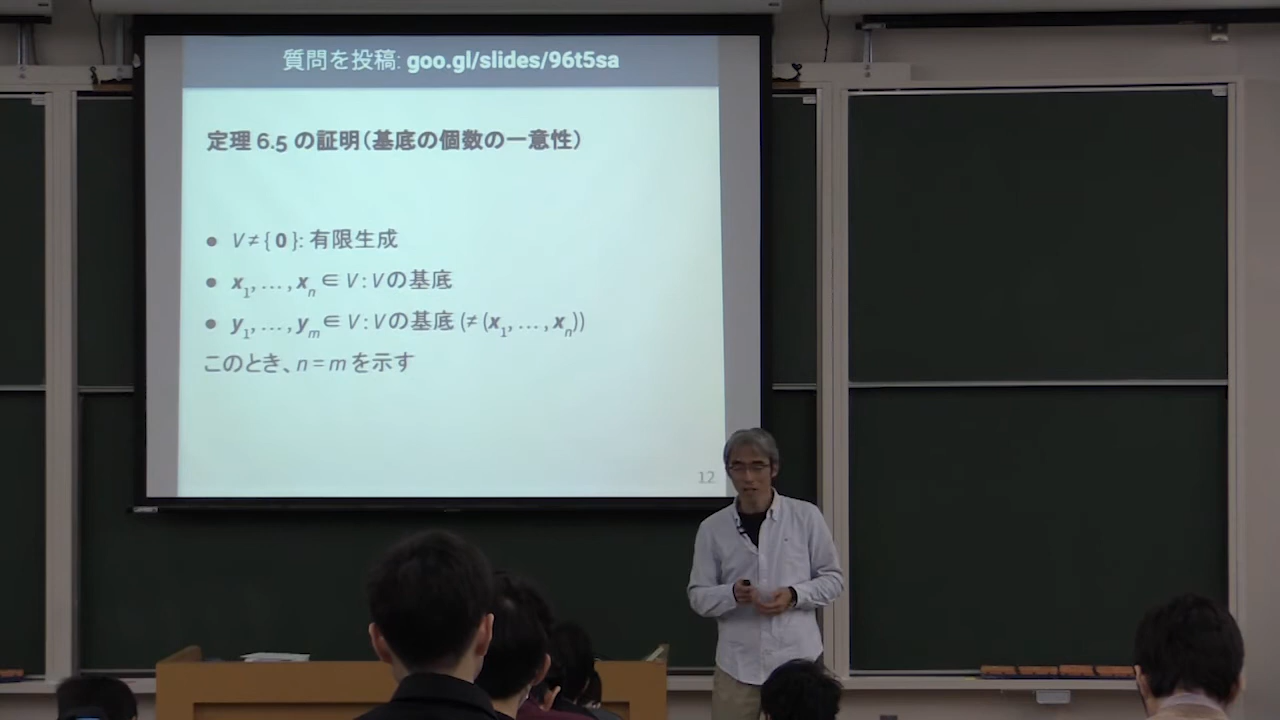 質問を投稿: goo.gl/slides/96t5sa
定理 6.5 の証明（基底の個数の一意性）
● V ≠ { 0 }: 有限生成
● x₁, … , xₙ ∈ V : V の基底
● y₁, … , yₘ ∈ V : V の基底 (≠ (x₁, … , xₙ))
このとき、n = m を示す
12